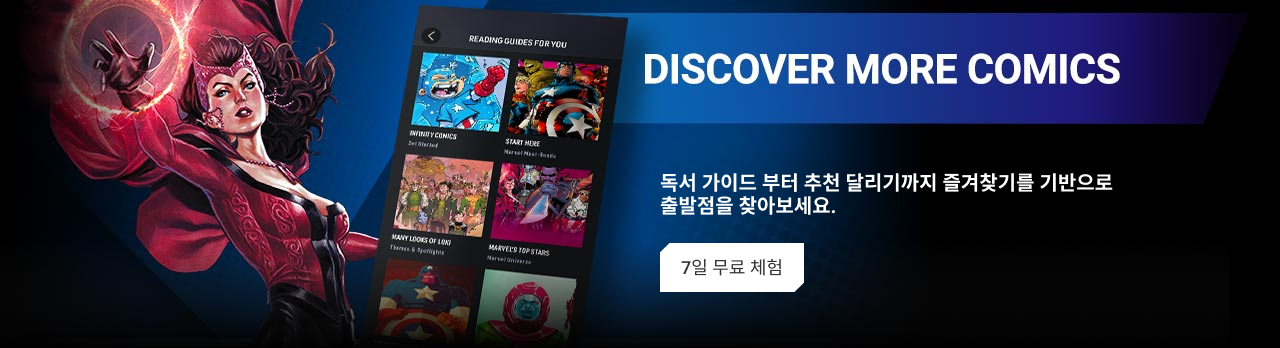 READING GUIDES FOR YOU
INFINITY COMICS
Get Started
START HERE
Marvel Must-Reads
MANY LOOKS OF LOKI
Themes & Spotlights
MARVEL'S TOP STARS
Marvel Universe
DISCOVER MORE COMICS
독서 가이드 부터 추천 달리기까지 즐겨찾기를 기반으로
출발점을 찾아보세요.
7일 무료 체험